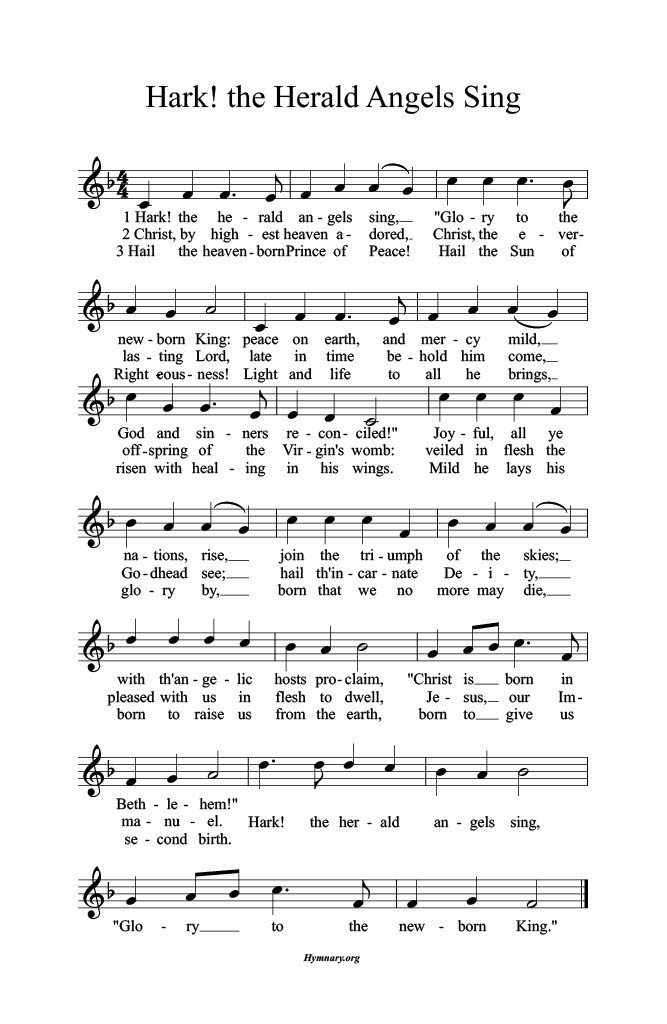 Hark! the Herald Angels Sing
1 Hark! the he - rald an - gels sing, "Glo - ry to the
2 Christ, by high - est heaven a - dored, Christ, the e - ver-
3 Hail the heaven - born Prince of Peace! Hail the Sun of
new - born King: peace on earth, and mer - cy mild,
las - ting Lord, late in time be - hold him come,
Right -eous- ness! Light and life to all he brings,
God and sin - ners re - con - ciled!" Joy - ful, all ye
off - spring of the Vir - gin's womb: veiled in flesh the
risen with heal - ing in his wings. Mild he lays his
na - tions, rise, join the tri - umph of the skies;
Go - dhead see; hail th'in - car - nate De - i - ty,
glo - ry by, born that we no more may die,
with th'an - ge - lic hosts pro - claim, "Christ is born in
pleased with us in flesh to dwell, Je - sus, our Im-
born to raise us from the earth, born to give us
Beth - le - hem!"
ma - nu - el. Hark! the her - ald an - gels sing,
se - cond birth.
"Glo - ry to the new - born King."
Hymnary.org